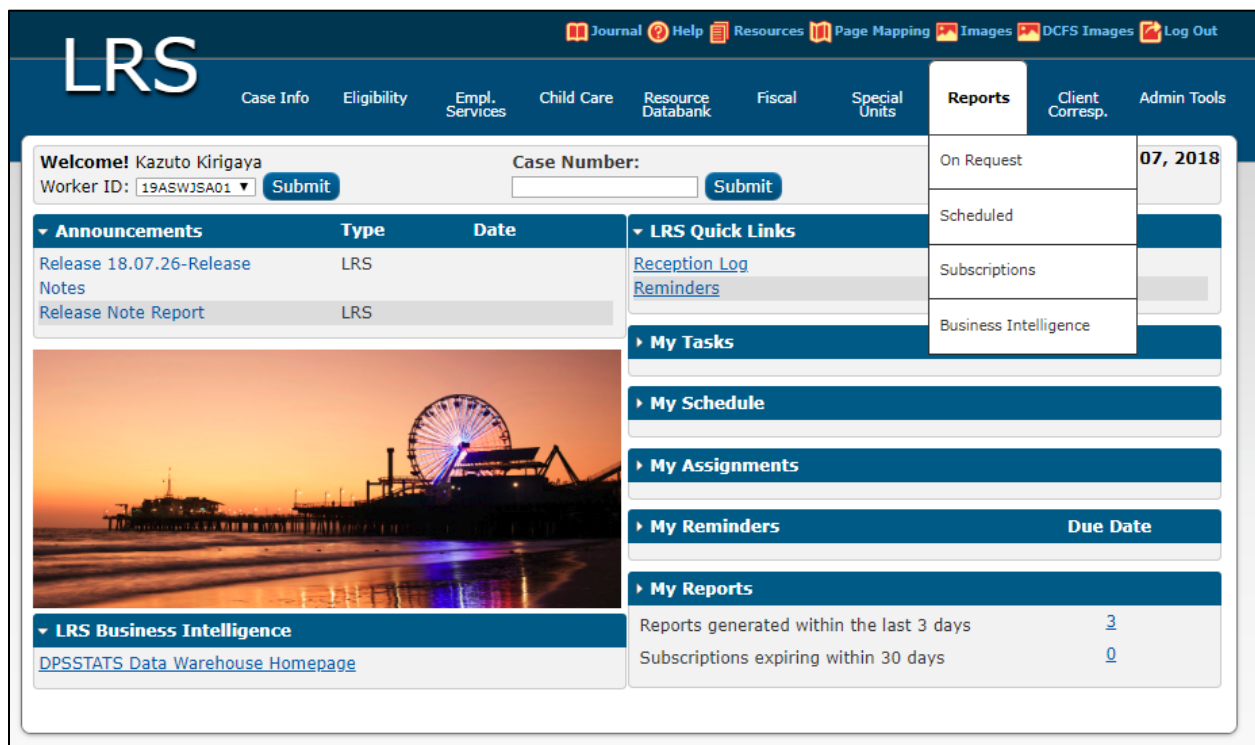 LRS
Journal Help Resources Page Mapping Images DCFS Images Log Out
Case Info Eligibility Empl. Services Child Care Resource Databank Fiscal Special Units Reports Client Corresp. Admin Tools
On Request
Scheduled
Subscriptions
Business Intelligence
Welcome! Kazuto Kirigaya Case Number: 07, 2018
Worker ID: 19ASWJSA01 Submit Submit
Announcements Type Date
Release 18.07.26-Release LRS
Notes
Release Note Report LRS
LRS Business Intelligence
DPSSTATS Data Warehouse Homepage
LRS Quick Links
Reception Log
Reminders
My Tasks
My Schedule
My Assignments
My Reminders Due Date
My Reports
Reports generated within the last 3 days 3
Subscriptions expiring within 30 days 0